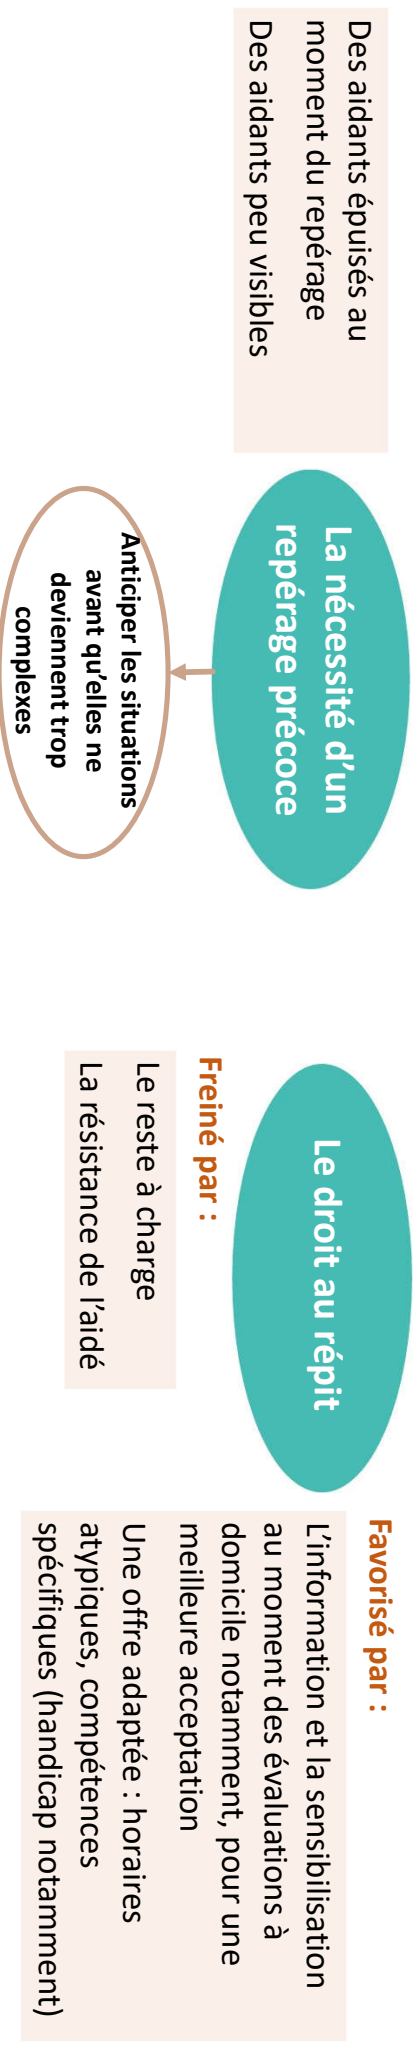 Des aidants épuisés au
moment du repérage
Des aidants peu visibles
La nécessité d'un
repérage précoce
Anticiper les situations
avant qu'elles ne
deviennent trop
complexes
Le droit au répit
Freiné par :
Le reste à charge
La résistance de l'aidé
Favorisé par :
L'information et la sensibilisation
au moment des évaluations à
domicile notamment, pour une
meilleure acceptation
Une offre adaptée : horaires
atypiques, compétences
spécifiques (handicap notamment)